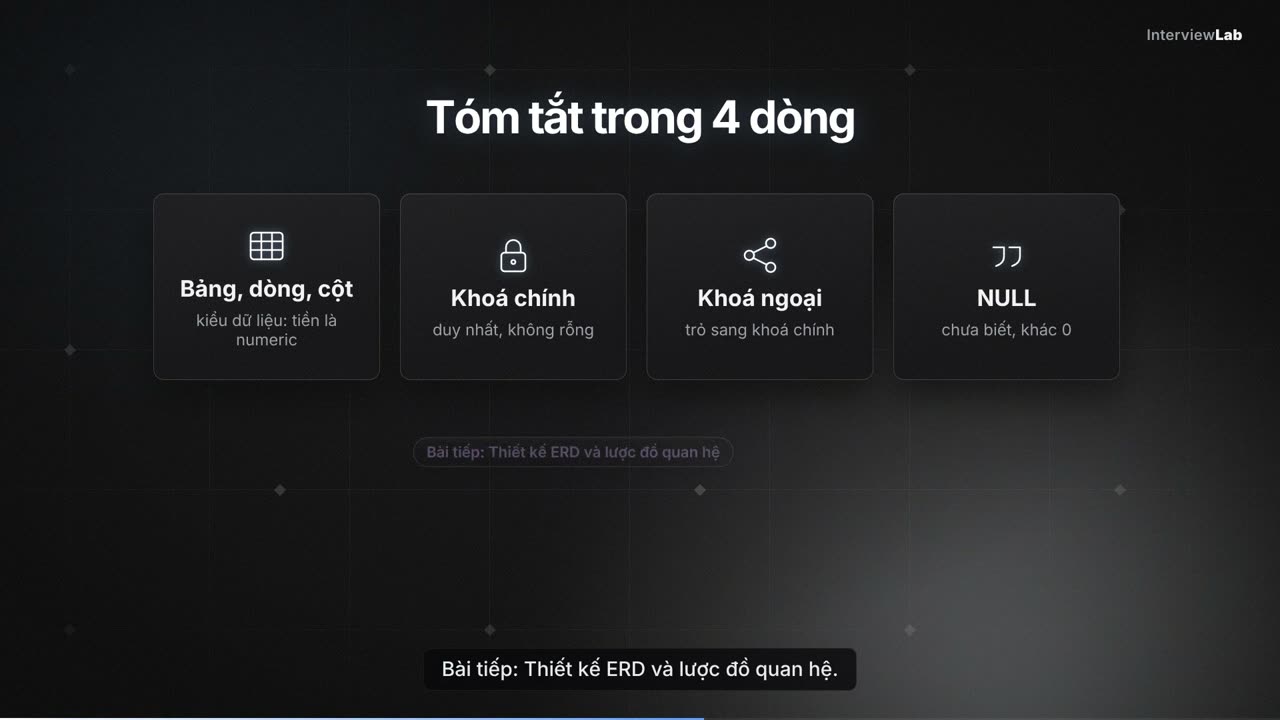 InterviewLab
Tóm tắt trong 4 dòng
Bảng, dòng, cột
kiểu dữ liệu: tiền là
numeric
Khoá chính
duy nhất, không rỗng
Khoá ngoại
trỏ sang khoá chính
NULL
chưa biết, khác 0
Bài tiếp: Thiết kế ERD và lược đồ quan hệ
Bài tiếp: Thiết kế ERD và lược đồ quan hệ.